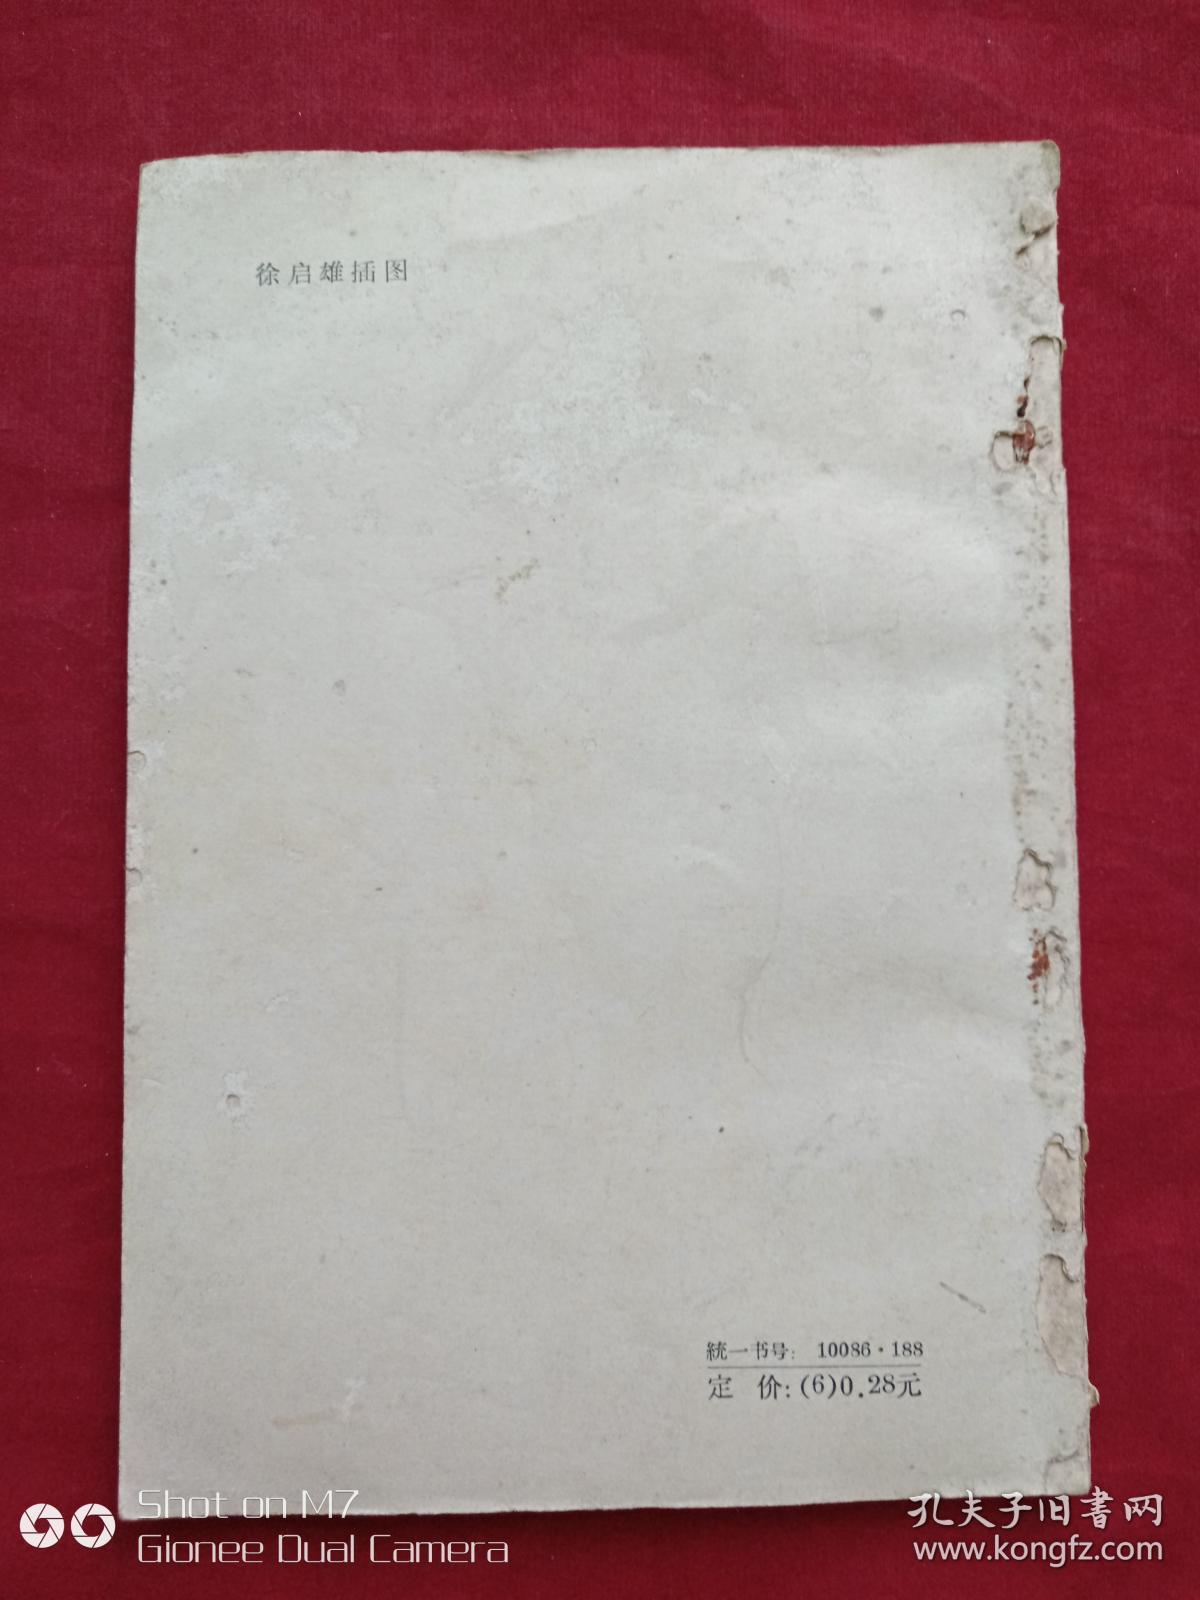 徐启雄插图
統一书号: 10086·188
定 价:(6)0.28元
Shot on M7
Gionee Dual Camera
孔夫子旧書网
www.kongfz.com